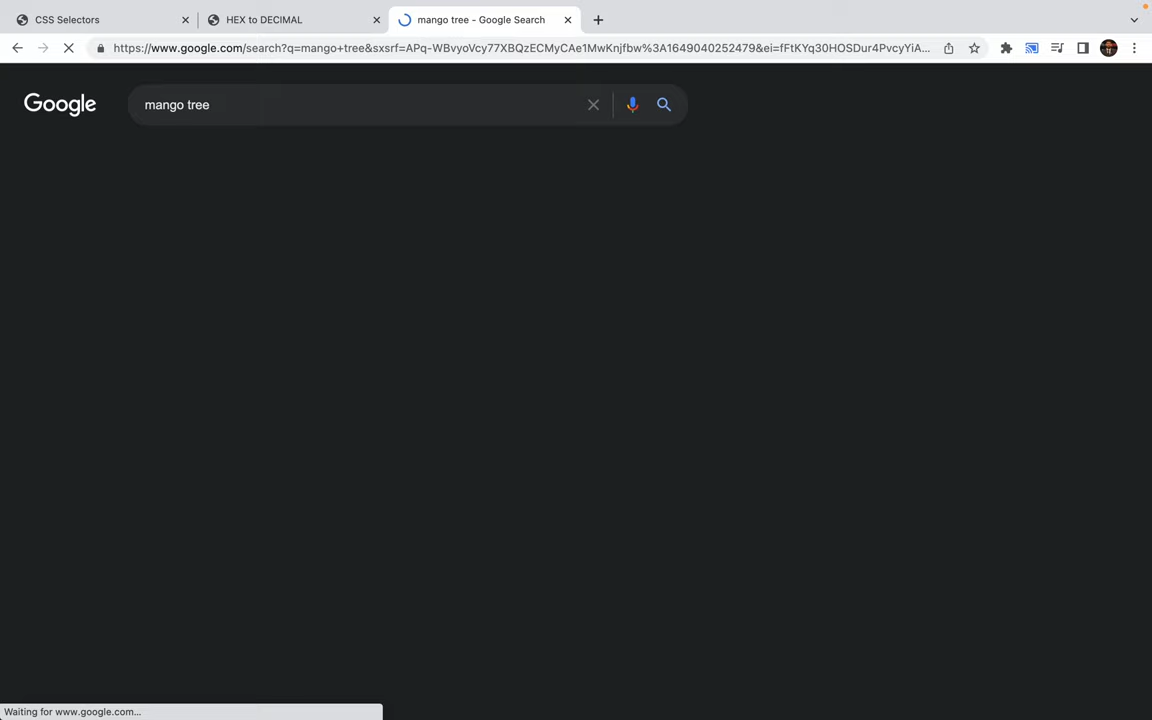 CSS Selectors
HEX to DECIMAL
mango tree - Google Search
https://www.google.com/search?q=mango+tree&sxsrf=APq-WBvyoVcy77XBQzECMyCAe1MwKnjfbw%3A1649040252479&ei=fFtKYq30HOSDur4PvcyYiA...
Google
mango tree
Waiting for www.google.com...